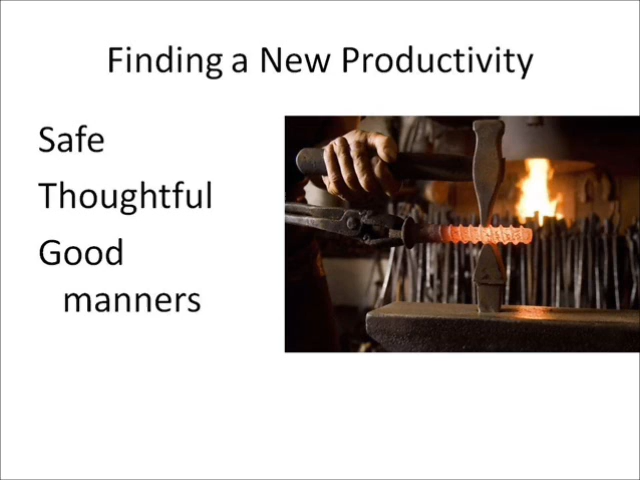 Finding a New Productivity
Safe
Thoughtful
Good
manners